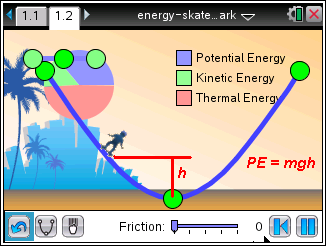 1.1 1.2 energy-skate...ark
Potential Energy
Kinetic Energy
Thermal Energy
h
PE = mgh
Friction: 0